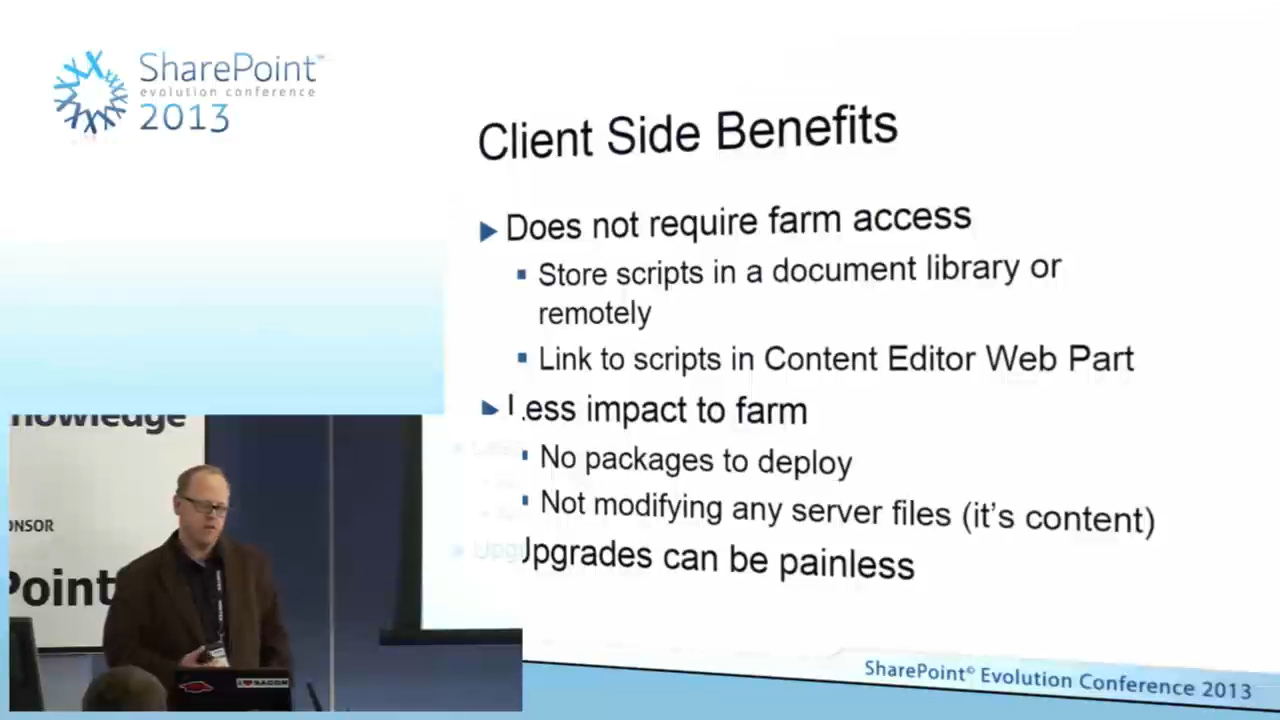 SharePoint™
evolution conference
2013
Client Side Benefits
Does not require farm access
Store scripts in a document library or
remotely
Link to scripts in Content Editor Web Part
Less impact to farm
No packages to deploy
Not modifying any server files (it's content)
Upgrades can be painless
nowledge
ONSOR
Point
I ♥ BACON
SharePoint® Evolution Conference 2013